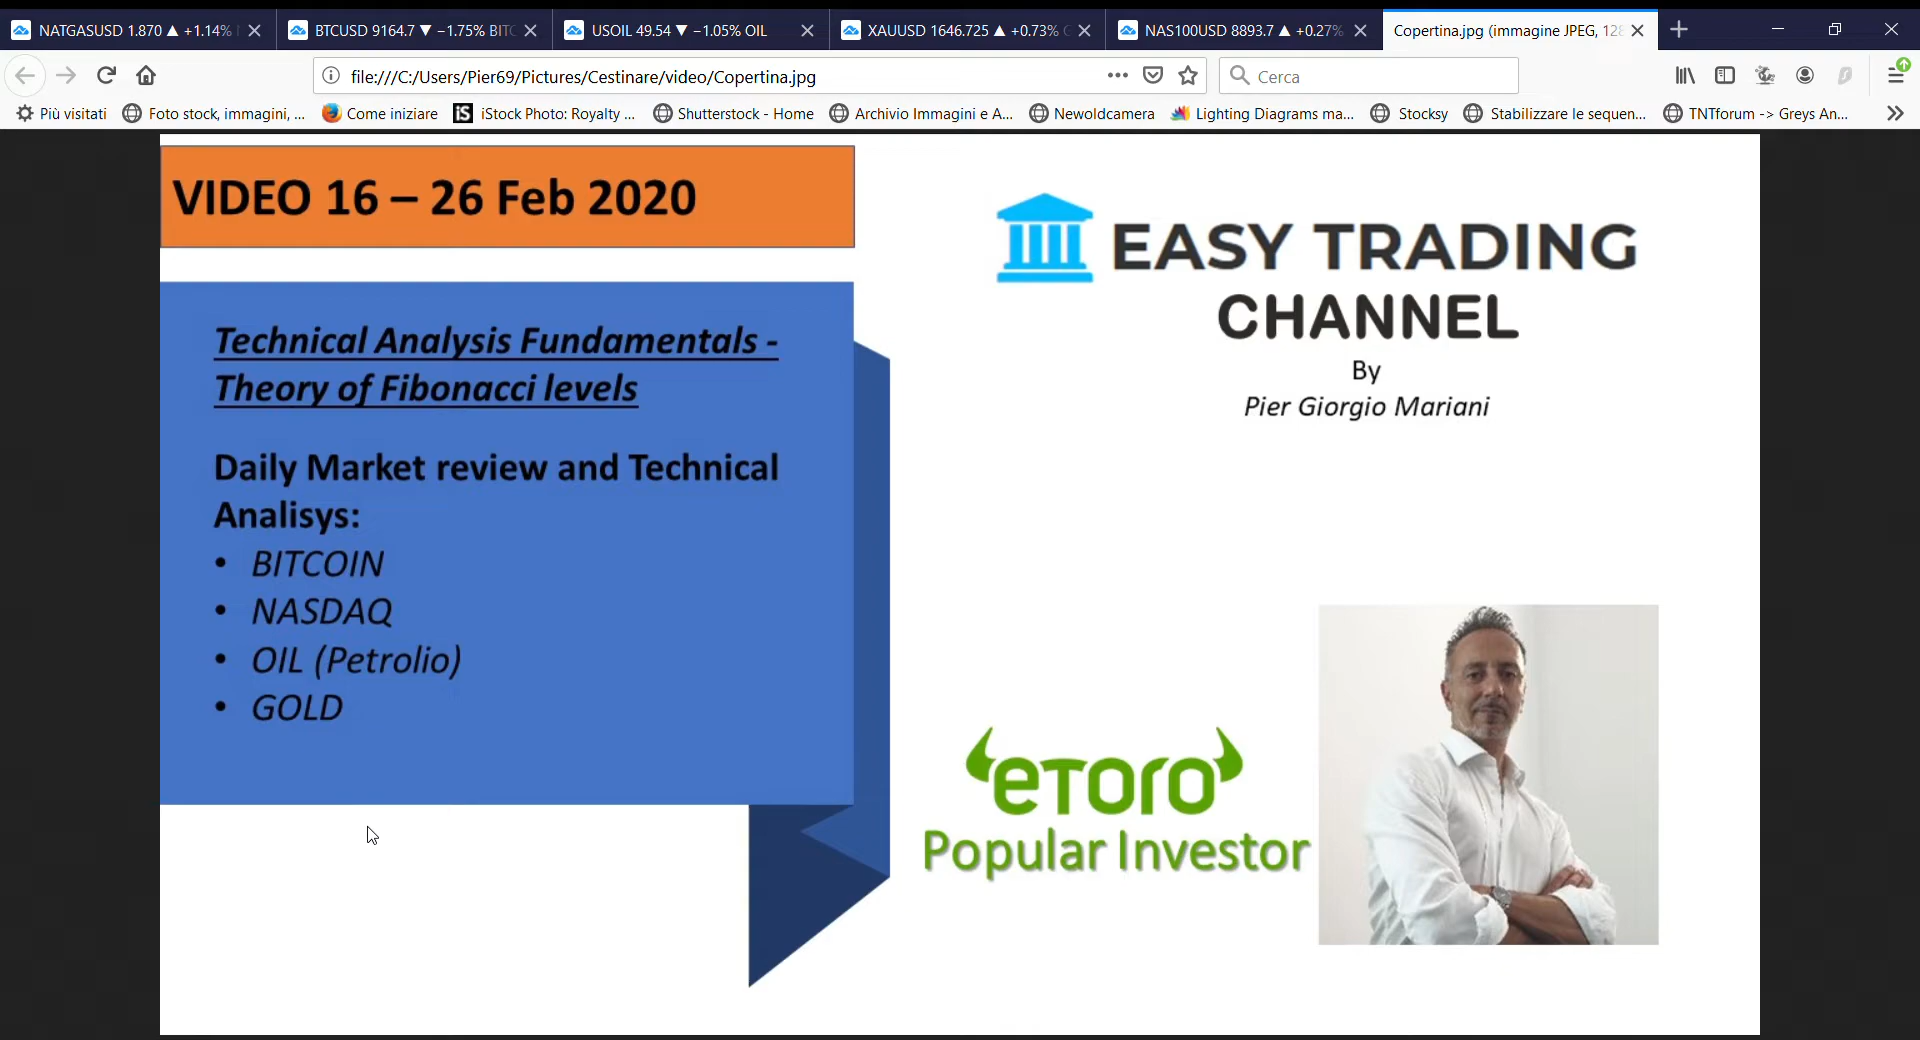 NATGASUSD 1.870 ▲ +1.14%
BTCUSD 9164.7 ▼ −1.75% BITC
USOIL 49.54 ▼ −1.05% OIL
XAUUSD 1646.725 ▲ +0.73%
NAS100USD 8893.7 ▲ +0.27%
Copertina.jpg (immagine JPEG, 128
file:///C:/Users/Pier69/Pictures/Cestinare/video/Copertina.jpg
Cerca
Più visitati
Foto stock, immagini, ...
Come iniziare
iS
iStock Photo: Royalty ...
Shutterstock - Home
Archivio Immagini e A...
Newoldcamera
Lighting Diagrams ma...
Stocksy
Stabilizzare le sequen...
TNTforum -> Greys An...
VIDEO 16 – 26 Feb 2020
Technical Analysis Fundamentals -
Theory of Fibonacci levels
Daily Market review and Technical
Analisys:
• BITCOIN
• NASDAQ
• OIL (Petrolio)
• GOLD
EASY TRADING
CHANNEL
By
Pier Giorgio Mariani
eToro
Popular Investor